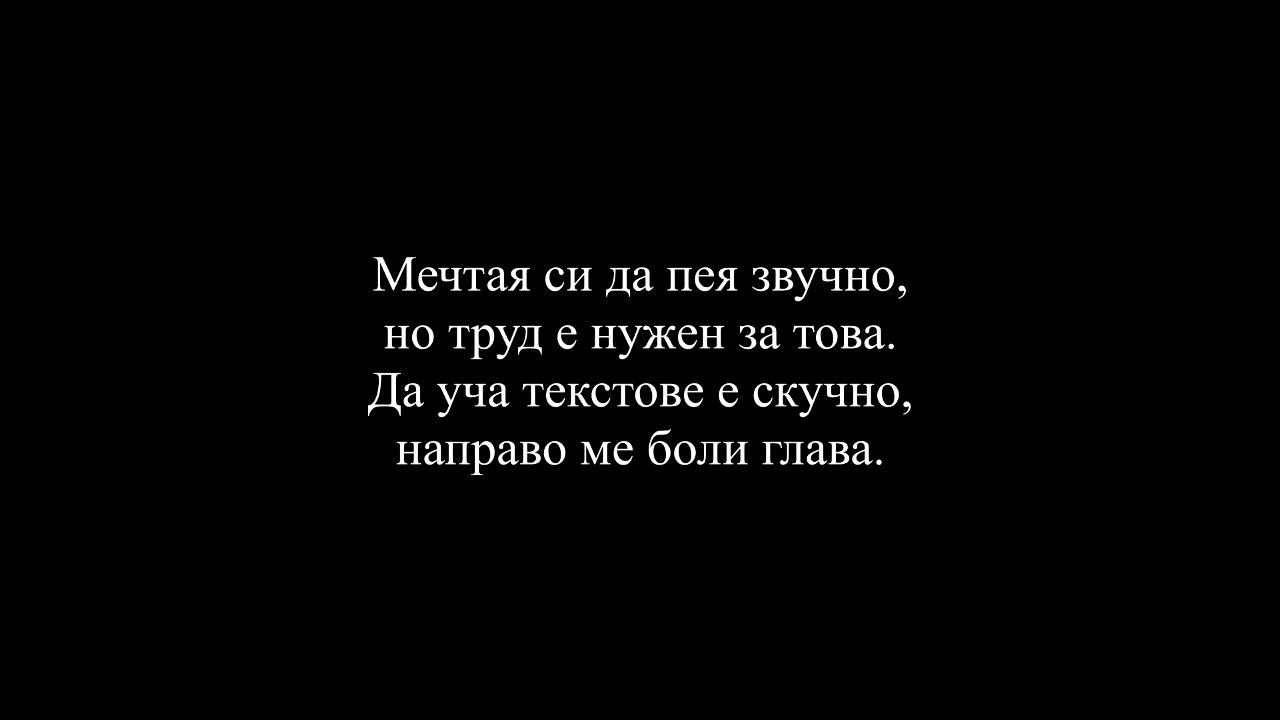 Мечтая си да пея звучно,
но труд е нужен за това.
Да уча текстове е скучно,
направо ме боли глава.